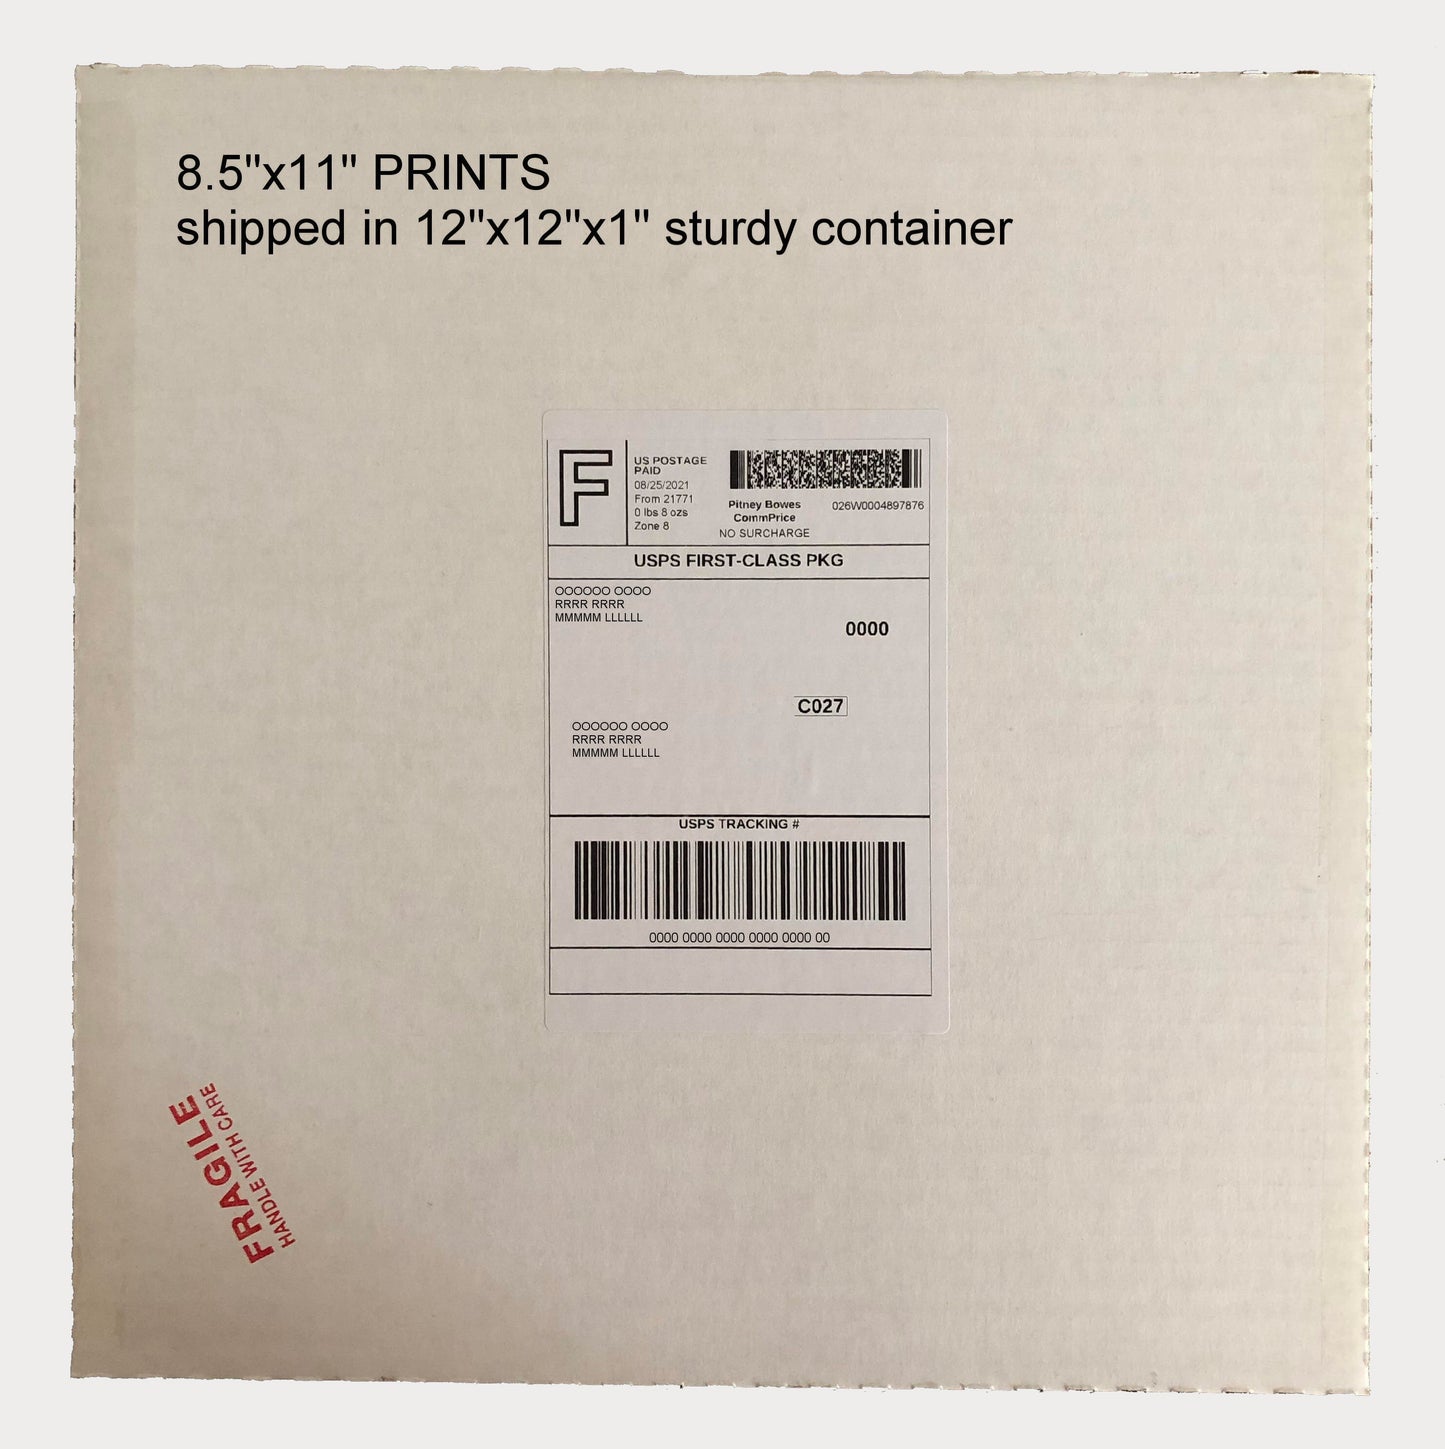 8.5"x11" PRINTS
shipped in 12"x12"x1" sturdy container
F
US POSTAGE
PAID
08/25/2021
From 21771
0 lbs 8 ozs
Zone 8
Pitney Bowes
CommPrice
NO SURCHARGE
026W0004897876
USPS FIRST-CLASS PKG
OOOOOO OOOO
RRRR RRRR
MMMMM LLLLLL
0000
C027
OOOOOO OOOO
RRRR RRRR
MMMMM LLLLLL
USPS TRACKING #
0000 0000 0000 0000 0000 00
FRAGILE
HANDLE WITH CARE